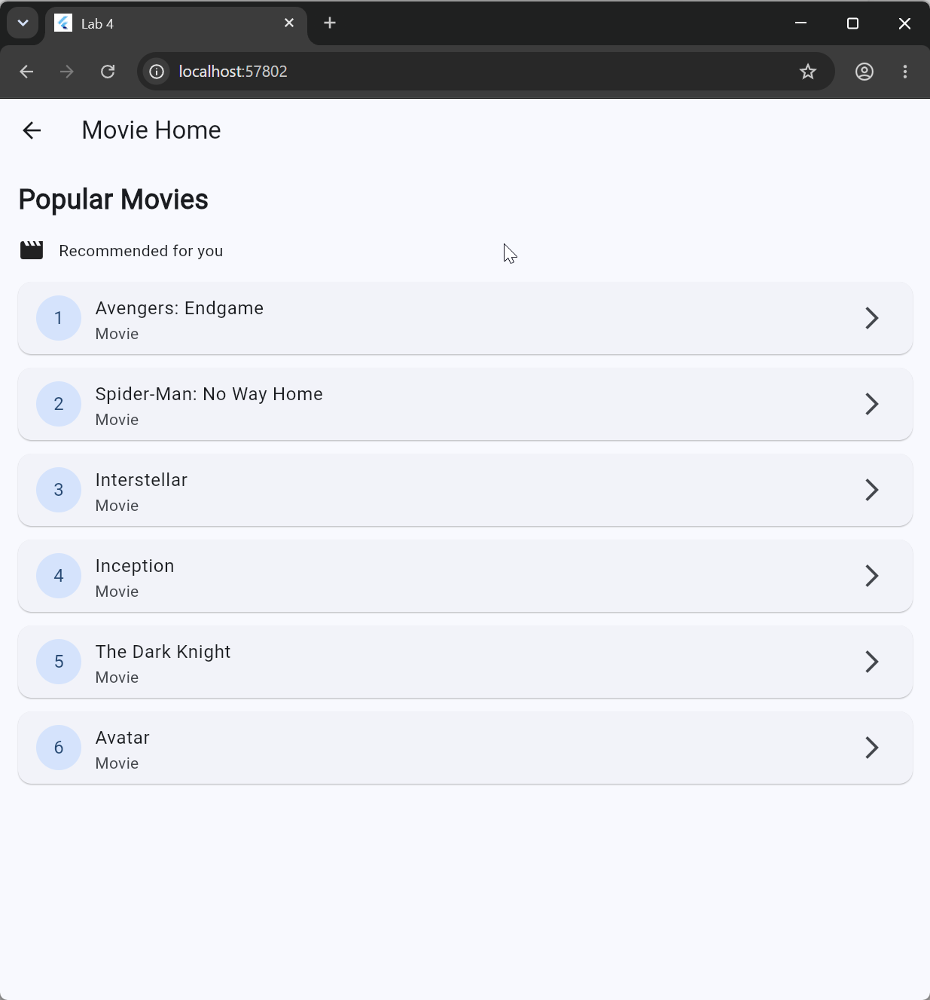 Lab 4
localhost:57802
Movie Home
Popular Movies
Recommended for you
1
Avengers: Endgame
Movie
2
Spider-Man: No Way Home
Movie
3
Interstellar
Movie
4
Inception
Movie
5
The Dark Knight
Movie
6
Avatar
Movie